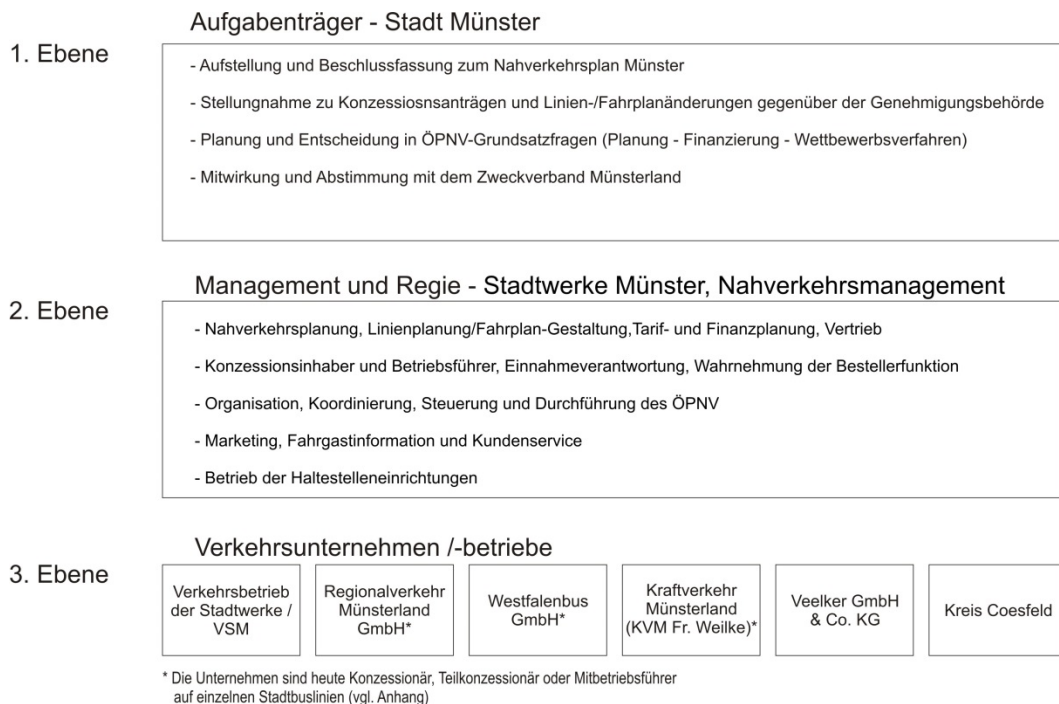 Aufgabenträger - Stadt Münster
1. Ebene
- Aufstellung und Beschlussfassung zum Nahverkehrsplan Münster
- Stellungnahme zu Konzessiosnsanträgen und Linien-/Fahrplanänderungen gegenüber der Genehmigungsbehörde
- Planung und Entscheidung in ÖPNV-Grundsatzfragen (Planung - Finanzierung - Wettbewerbsverfahren)
- Mitwirkung und Abstimmung mit dem Zweckverband Münsterland
Management und Regie - Stadtwerke Münster, Nahverkehrsmanagement
2. Ebene
- Nahverkehrsplanung, Linienplanung/Fahrplan-Gestaltung,Tarif- und Finanzplanung, Vertrieb
- Konzessionsinhaber und Betriebsführer, Einnahmeverantwortung, Wahrnehmung der Bestellerfunktion
- Organisation, Koordinierung, Steuerung und Durchführung des ÖPNV
- Marketing, Fahrgastinformation und Kundenservice
- Betrieb der Haltestelleneinrichtungen
Verkehrsunternehmen /-betriebe
3. Ebene
Verkehrsbetrieb
der Stadtwerke /
VSM
Regionalverkehr
Münsterland
GmbH*
Westfalenbus
GmbH*
Kraftverkehr
Münsterland
(KVM Fr. Weilke)*
Veelker GmbH
& Co. KG
Kreis Coesfeld
* Die Unternehmen sind heute Konzessionär, Teilkonzessionär oder Mitbetriebsführer
auf einzelnen Stadtbuslinien (vgl. Anhang)